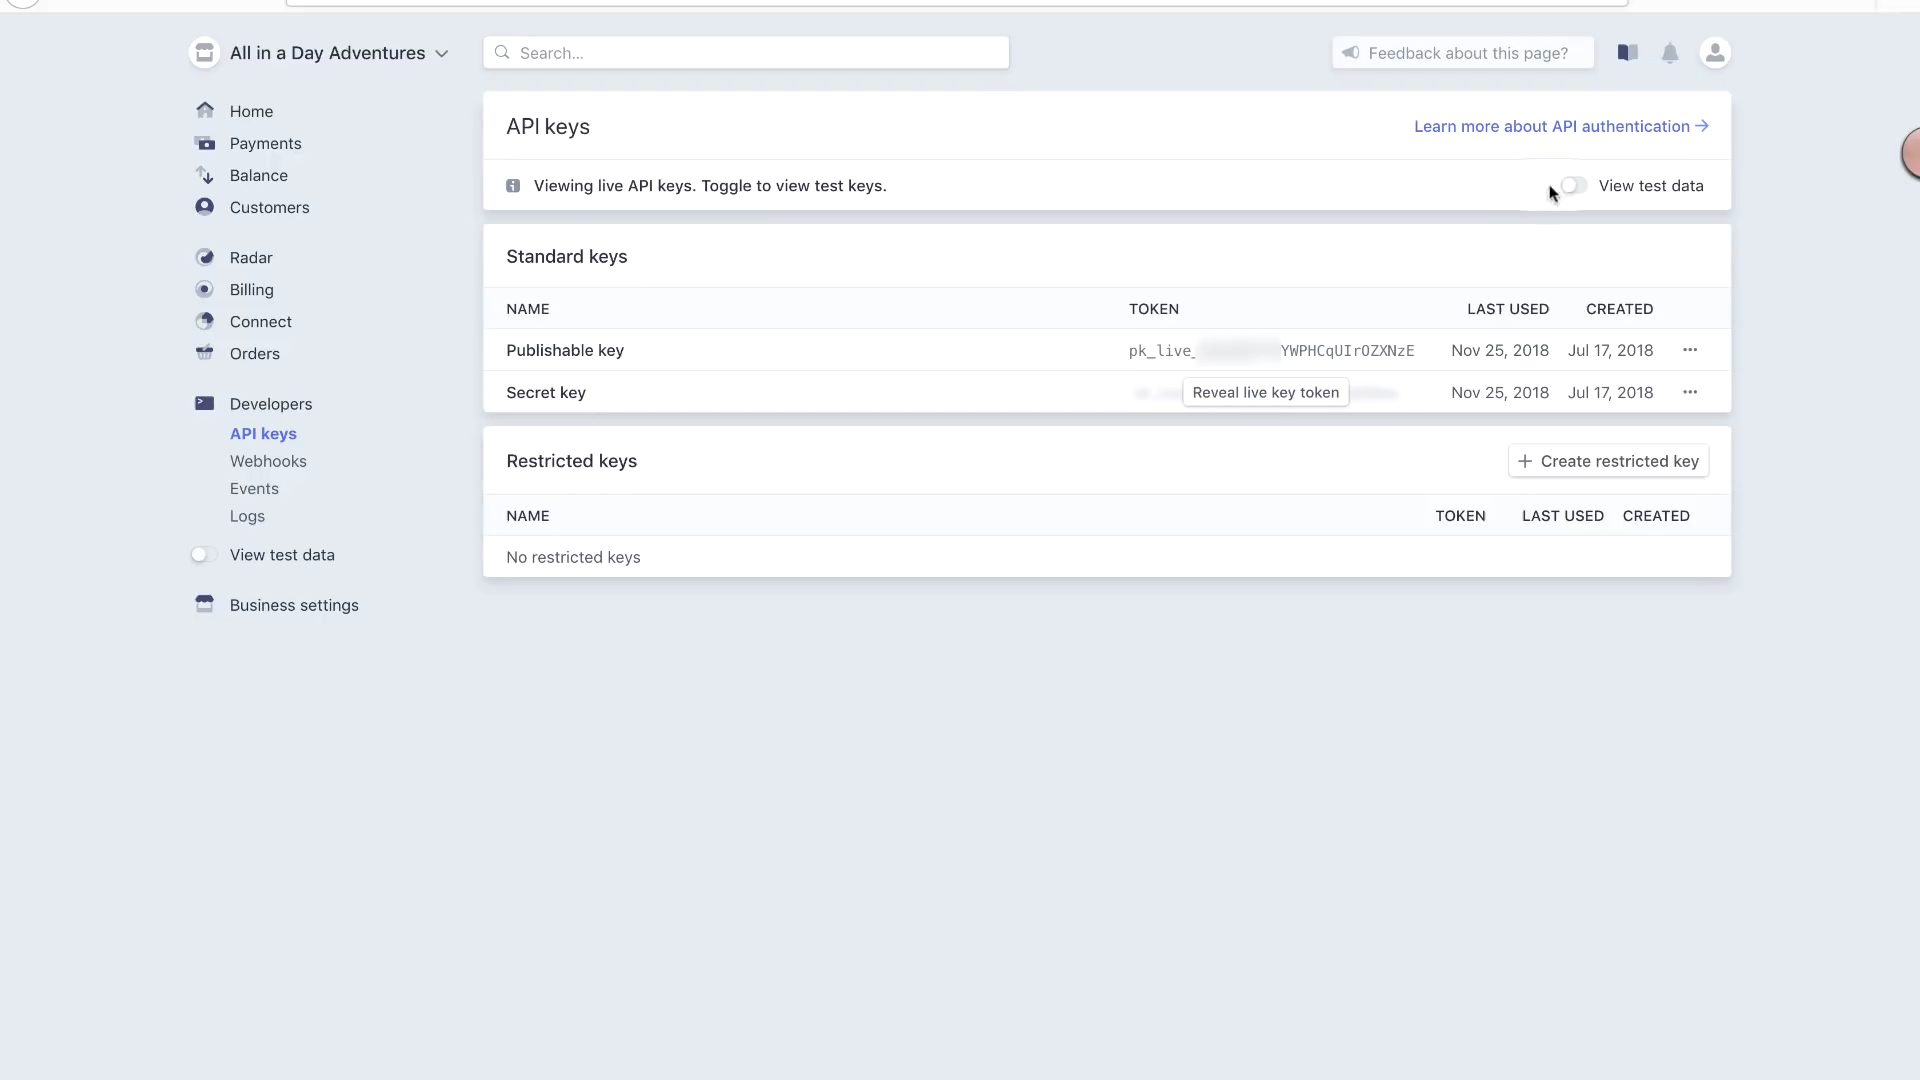 All in a Day Adventures
Search...
Feedback about this page?
Home
Payments
Balance
Customers
Radar
Billing
Connect
Orders
Developers
API keys
Webhooks
Events
Logs
View test data
Business settings
API keys
Learn more about API authentication →
Viewing live API keys. Toggle to view test keys.
View test data
Standard keys
NAME TOKEN LAST USED CREATED
Publishable key pk_live_ YWPHCqUIrOZXNzE Nov 25, 2018 Jul 17, 2018
Secret key Reveal live key token Nov 25, 2018 Jul 17, 2018
Restricted keys
+ Create restricted key
NAME TOKEN LAST USED CREATED
No restricted keys